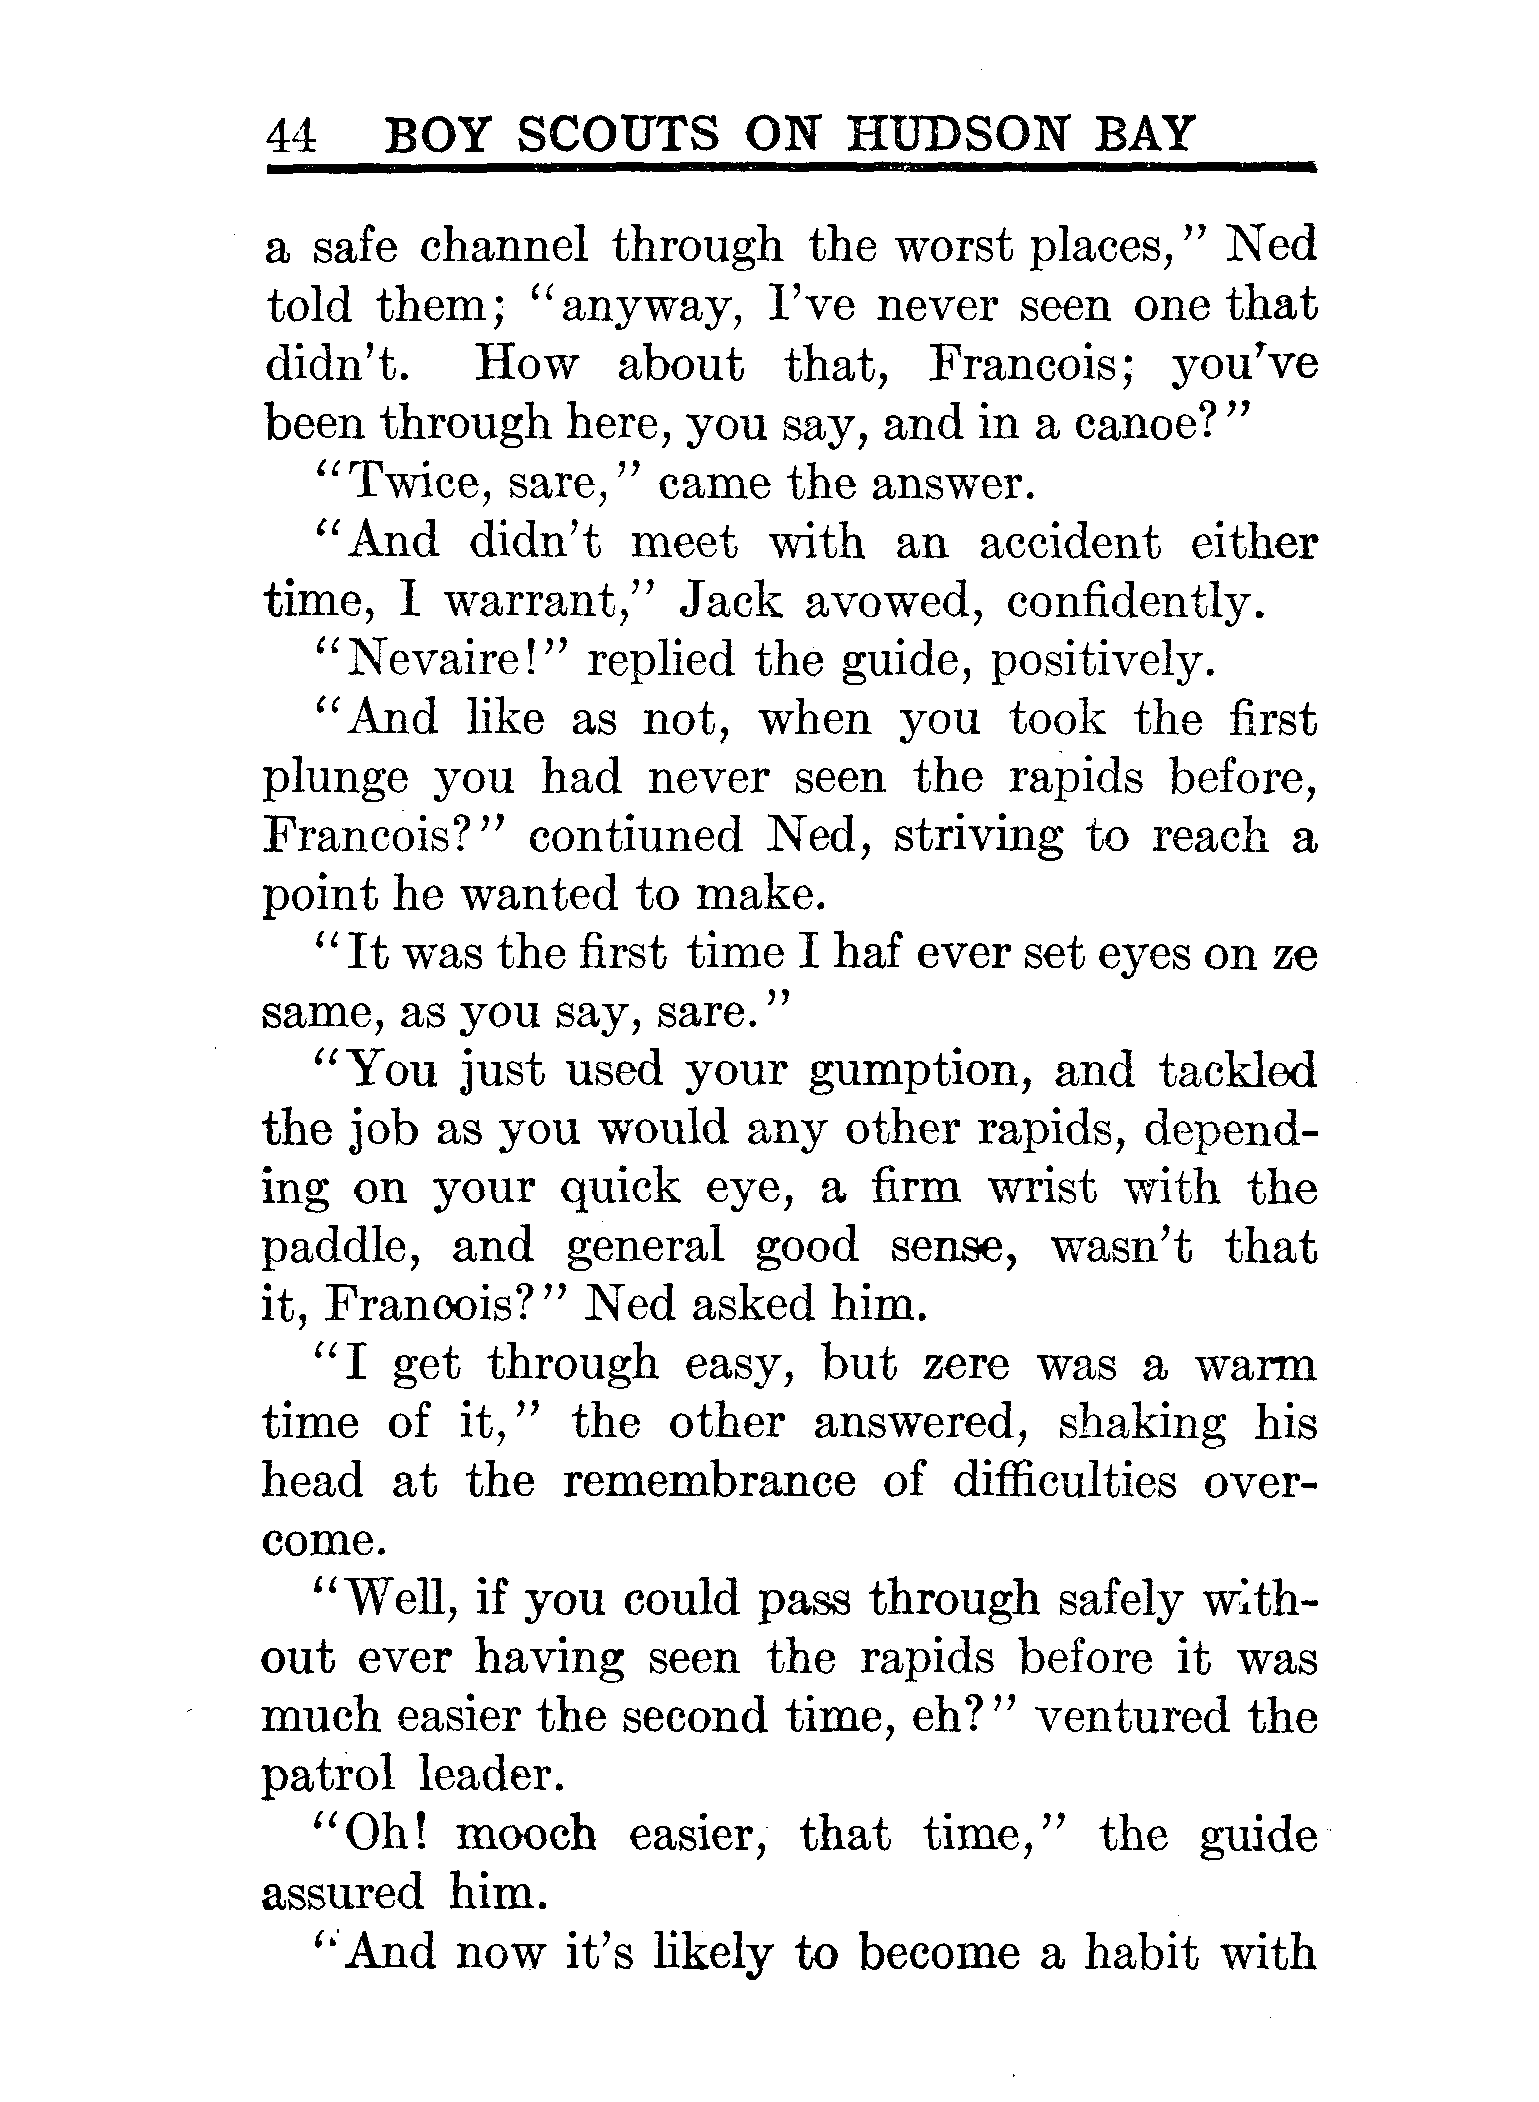 44 BOY SCOUTS ON HUDSON BAY
a safe channel through the worst places," Ned
told them; "anyway, I've never seen one that
didn't. How about that, Francois; you've
been through here, you say, and in a canoe?"
"Twice, sare," came the answer.
"And didn't meet with an accident either
time, I warrant," Jack avowed, confidently.
"Nevaire!" replied the guide, positively.
"And like as not, when you took the first
plunge you had never seen the rapids before,
Francois?" contiuned Ned, striving to reach a
point he wanted to make.
"It was the first time I haf ever set eyes on ze
same, as you say, sare."
"You just used your gumption, and tackled
the job as you would any other rapids, depend-
ing on your quick eye, a firm wrist with the
paddle, and general good sense, wasn't that
it, Francois?" Ned asked him.
"I get through easy, but zere was a warm
time of it," the other answered, shaking his
head at the remembrance of difficulties over-
come.
"Well, if you could pass through safely with-
out ever having seen the rapids before it was
much easier the second time, eh?" ventured the
patrol leader.
"Oh! mooch easier, that time," the guide
assured him.
"And now it's likely to become a habit with